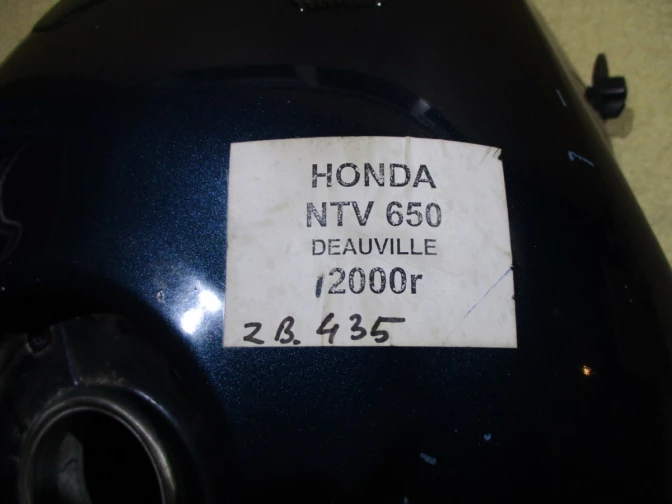 HONDA
NTV 650
DEAUVILLE
/2000r
ZB. 435